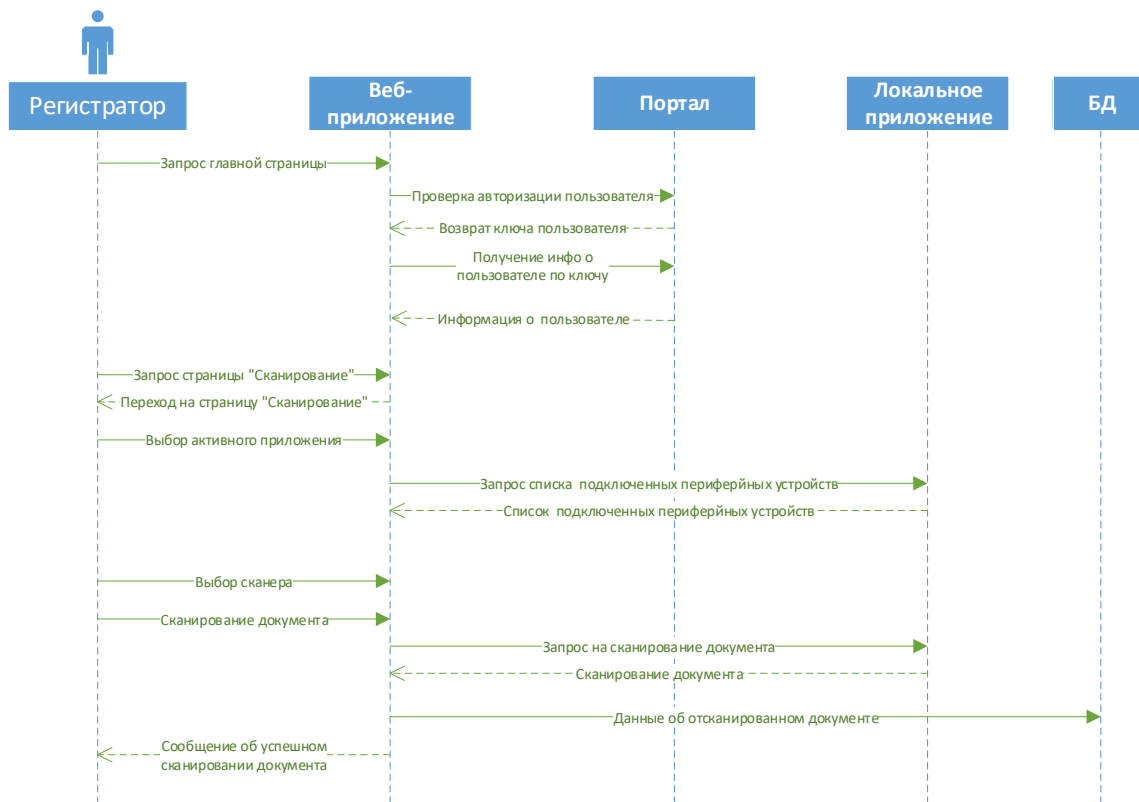 Регистратор
Веб-
приложение
Портал
Локальное
приложение
БД
Запрос главной страницы
Проверка авторизации пользователя
Возврат ключа пользователя
Получение инфо о
пользователе по ключу
Информация о пользователе
Запрос страницы "Сканирование"
Переход на страницу "Сканирование"
Выбор активного приложения
Запрос списка подключенных периферйных устройств
Список подключенных периферйных устройств
Выбор сканера
Сканирование документа
Запрос на сканирование документа
Сканирование документа
Данные об отсканированном документе
Сообщение об успешном
сканировании документа